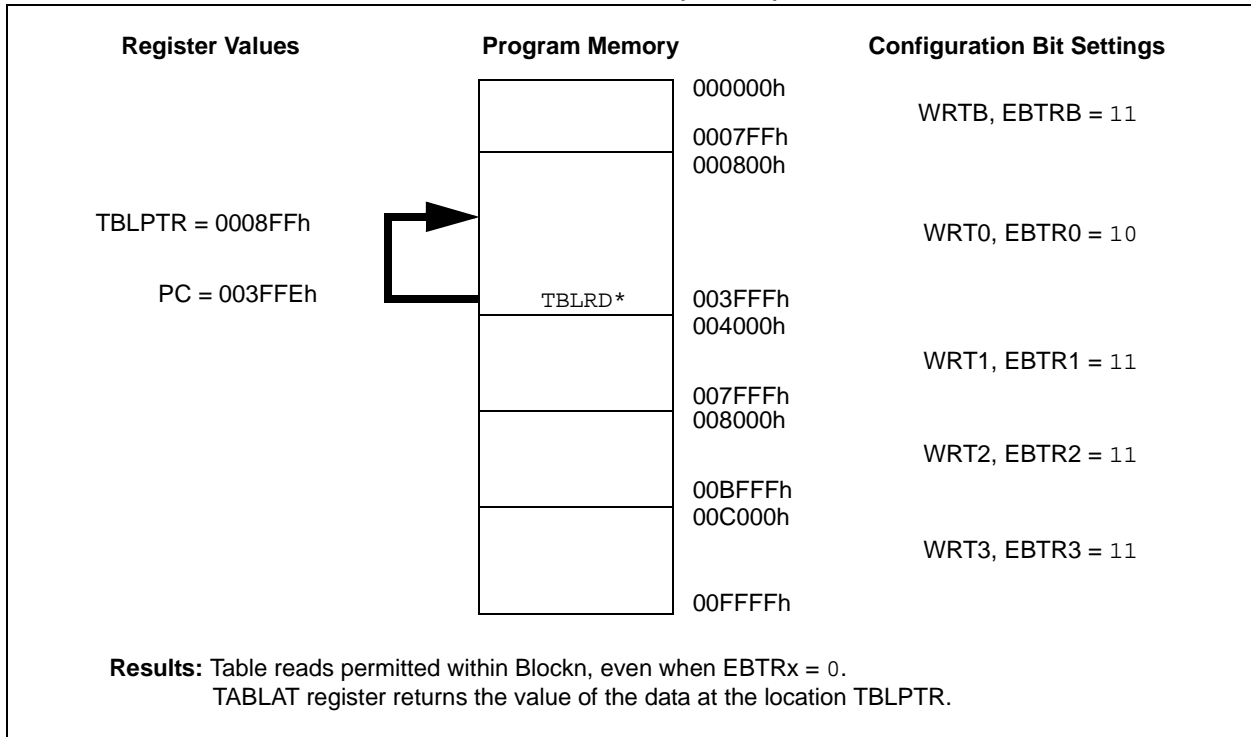 Register Values Program Memory Configuration Bit Settings
000000h
WRTB, EBTRB = 11
0007FFh
000800h
TBLPTR = 0008FFh
WRT0, EBTR0 = 10
PC = 003FFEh
TBLRD*
003FFFh
004000h
WRT1, EBTR1 = 11
007FFFh
008000h
WRT2, EBTR2 = 11
00BFFFh
00C000h
WRT3, EBTR3 = 11
00FFFFh
Results: Table reads permitted within Blockn, even when EBTRx = 0.
TABLAT register returns the value of the data at the location TBLPTR.